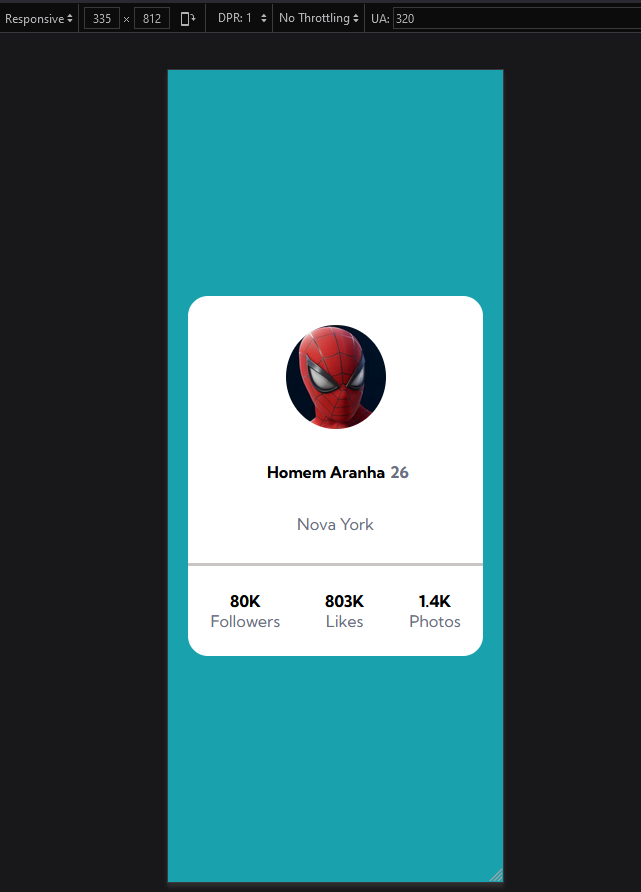 Responsive 335 × 812 DPR: 1 No Throttling UA: 320
Homem Aranha 26
Nova York
80K 803K 1.4K
Followers Likes Photos